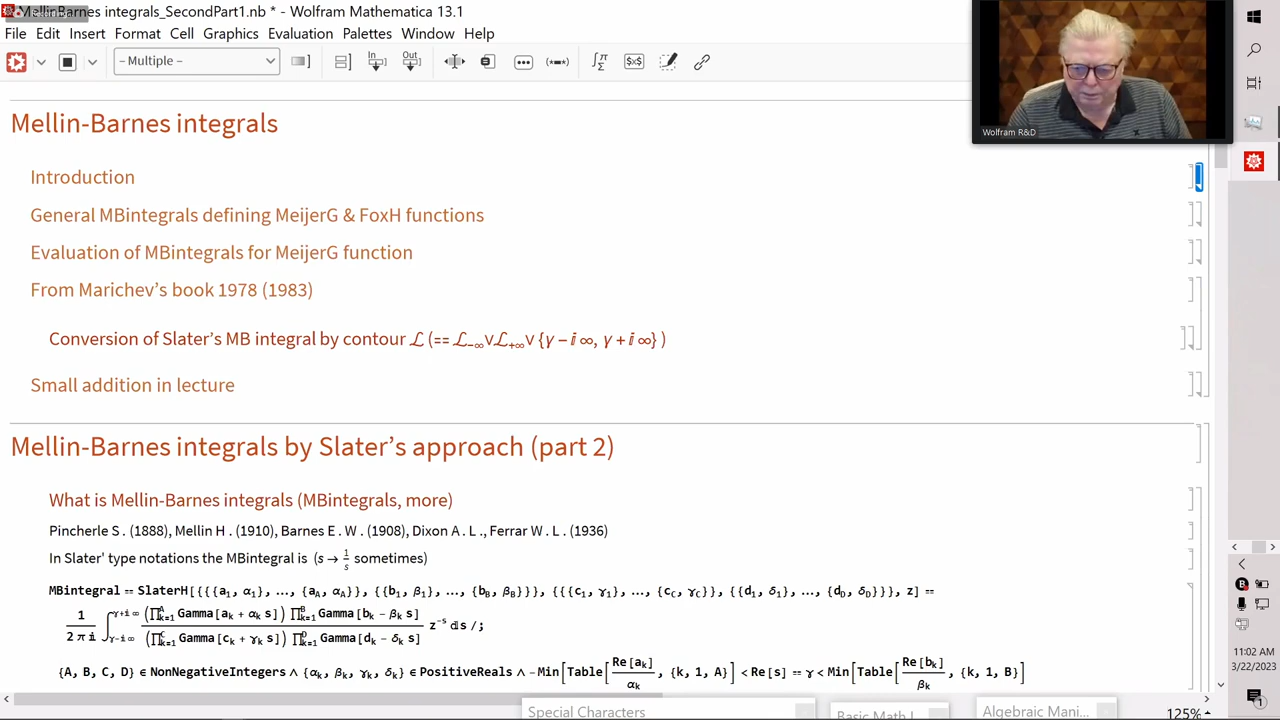 MellinBarnes integrals_SecondPart1.nb * - Wolfram Mathematica 13.1
File Edit Insert Format Cell Graphics Evaluation Palettes Window Help
- Multiple -
In
Out
Wolfram R&D
Mellin-Barnes integrals
Introduction
General MBintegrals defining MeijerG & FoxH functions
Evaluation of MBintegrals for MeijerG function
From Marichev's book 1978 (1983)
Conversion of Slater's MB integral by contour ℒ (== ℒ₋∞∨ℒ₊∞∨ {γ – ⅈ ∞, γ + ⅈ ∞} )
Small addition in lecture
Mellin-Barnes integrals by Slater's approach (part 2)
What is Mellin-Barnes integrals (MBintegrals, more)
Pincherle S . (1888), Mellin H . (1910), Barnes E . W . (1908), Dixon A . L ., Ferrar W . L . (1936)
In Slater' type notations the MBintegral is (s → 1/s sometimes)
MBintegral == SlaterH[{{{a₁, α₁}, …, {a_A, α_A}}, {{b₁, β₁}, …, {b_B, β_B}}}, {{{c₁, γ₁}, …, {c_C, γ_C}}, {{d₁, δ₁}, …, {d_D, δ_D}}}, z] ==
1/(2 π ⅈ) ∫_{γ-ⅈ ∞}^{γ+ⅈ ∞} ((∏_{k=1}^{A} Gamma[a_k + α_k s]) ∏_{k=1}^{B} Gamma[b_k - β_k s])/((∏_{k=1}^{C} Gamma[c_k + γ_k s]) ∏_{k=1}^{D} Gamma[d_k - δ_k s]) z^{-s} ⅆs /;
{A, B, C, D} ∈ NonNegativeIntegers ∧ {α_k, β_k, γ_k, δ_k} ∈ PositiveReals ∧ - Min[Table[Re[a_k]/α_k, {k, 1, A}] < Re[s] == γ < Min[Table[Re[b_k]/β_k, {k, 1, B}]
11:02 AM
3/22/2023
Special Characters
Algebraic Mani...
125%